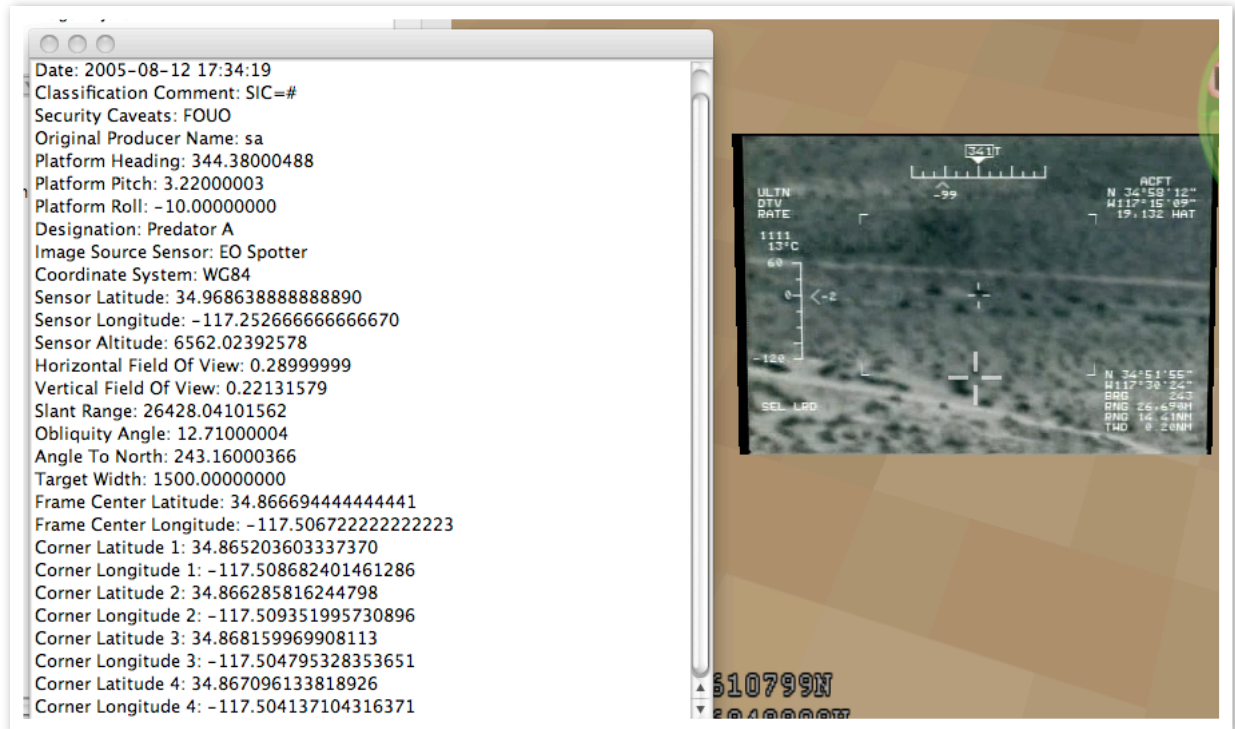 Date: 2005-08-12 17:34:19
Classification Comment: SIC=#
Security Caveats: FOUO
Original Producer Name: sa
Platform Heading: 344.38000488
Platform Pitch: 3.22000003
Platform Roll: -10.00000000
Designation: Predator A
Image Source Sensor: EO Spotter
Coordinate System: WG84
Sensor Latitude: 34.968638888888890
Sensor Longitude: -117.252666666666670
Sensor Altitude: 6562.02392578
Horizontal Field Of View: 0.28999999
Vertical Field Of View: 0.22131579
Slant Range: 26428.04101562
Obliquity Angle: 12.71000004
Angle To North: 243.16000366
Target Width: 1500.00000000
Frame Center Latitude: 34.866694444444441
Frame Center Longitude: -117.506722222222223
Corner Latitude 1: 34.865203603337370
Corner Longitude 1: -117.508682401461286
Corner Latitude 2: 34.866285816244798
Corner Longitude 2: -117.509351995730896
Corner Latitude 3: 34.868159969908113
Corner Longitude 3: -117.504795328353651
Corner Latitude 4: 34.867096133818926
Corner Longitude 4: -117.504137104316371
341T
-99
ULTN
DTV
RATE
1111
13°C
60
0
-2
-120
SEL LRD
ACFT
N 34°58'12"
W117°15'09"
19,132 HAT
N 34°51'55"
W117°30'24"
BRG 243
RNG 26,690M
RNG 14.41NM
TWD 0.20NM
610799N